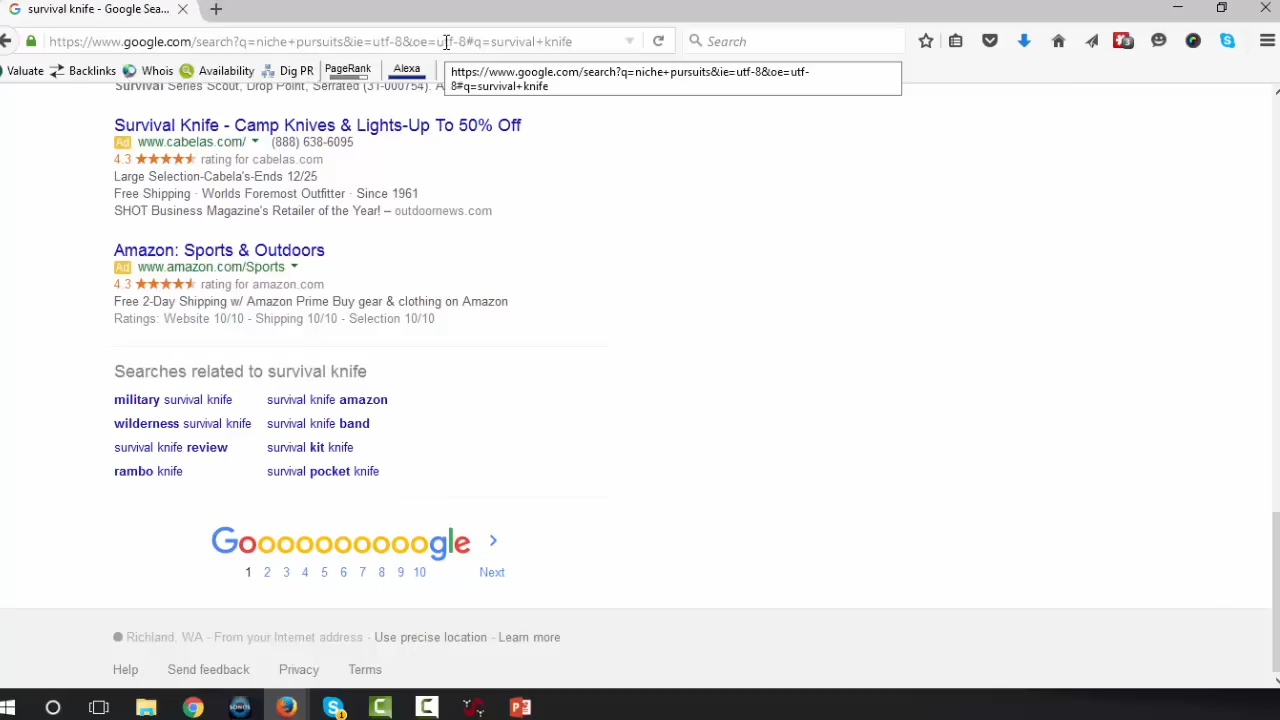 survival knife - Google Sea...
https://www.google.com/search?q=niche+pursuits&ie=utf-8&oe=utf-8#q=survival+knife
Search
3
Valuate Backlinks Whois Availability Dig PR PageRank Alexa
https://www.google.com/search?q=niche+pursuits&ie=utf-8&oe=utf-
8#q=survival+knife
Survival Series Scout, Drop Point, Serrated (31-000754). A
Survival Knife - Camp Knives & Lights-Up To 50% Off
Ad www.cabelas.com/ (888) 638-6095
4.3 ★★★★★ rating for cabelas.com
Large Selection-Cabela's-Ends 12/25
Free Shipping · Worlds Foremost Outfitter · Since 1961
SHOT Business Magazine's Retailer of the Year! – outdoornews.com
Amazon: Sports & Outdoors
Ad www.amazon.com/Sports
4.3 ★★★★★ rating for amazon.com
Free 2-Day Shipping w/ Amazon Prime Buy gear & clothing on Amazon
Ratings: Website 10/10 - Shipping 10/10 - Selection 10/10
Searches related to survival knife
military survival knife survival knife amazon
wilderness survival knife survival knife band
survival knife review survival kit knife
rambo knife survival pocket knife
Goooooooooogle
1 2 3 4 5 6 7 8 9 10 Next
Richland, WA - From your Internet address - Use precise location - Learn more
Help Send feedback Privacy Terms
SONOS